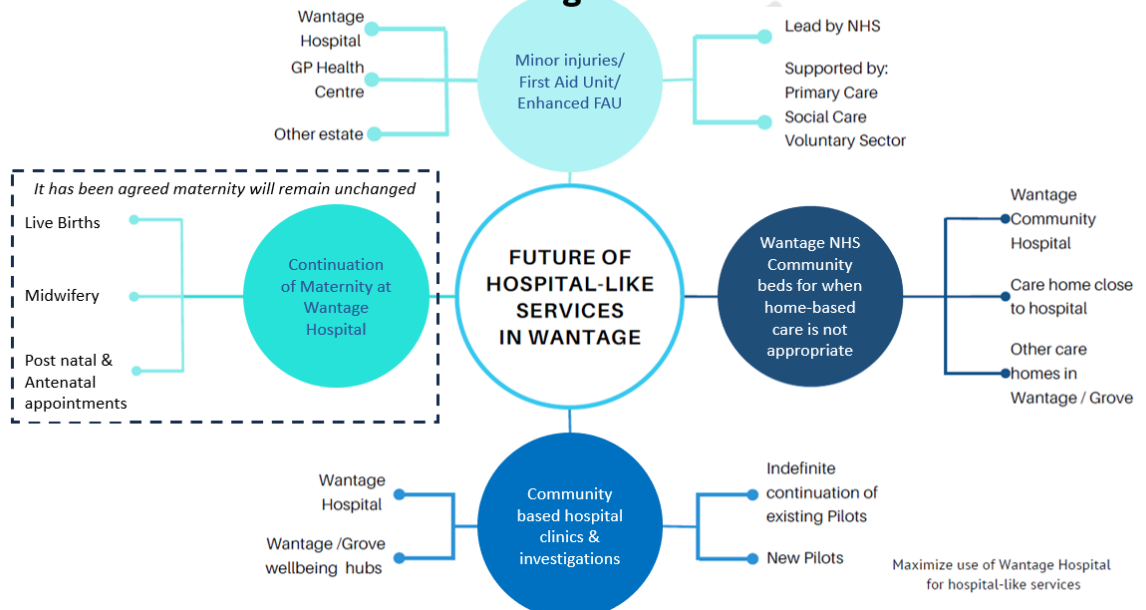 Wantage
Hospital
GP Health
Centre
Other estate
Minor injuries/
First Aid Unit/
Enhanced FAU
Lead by NHS
Supported by:
Primary Care
Social Care
Voluntary Sector
It has been agreed maternity will remain unchanged
Live Births
Midwifery
Post natal &
Antenatal
appointments
Continuation
of Maternity at
Wantage
Hospital
FUTURE OF
HOSPITAL-LIKE
SERVICES
IN WANTAGE
Wantage NHS
Community
beds for when
home-based
care is not
appropriate
Wantage
Community
Hospital
Care home close
to hospital
Other care
homes in
Wantage / Grove
Wantage
Hospital
Wantage /Grove
wellbeing hubs
Community
based hospital
clinics &
investigations
Indefinite
continuation of
existing Pilots
New Pilots
Maximize use of Wantage Hospital
for hospital-like services